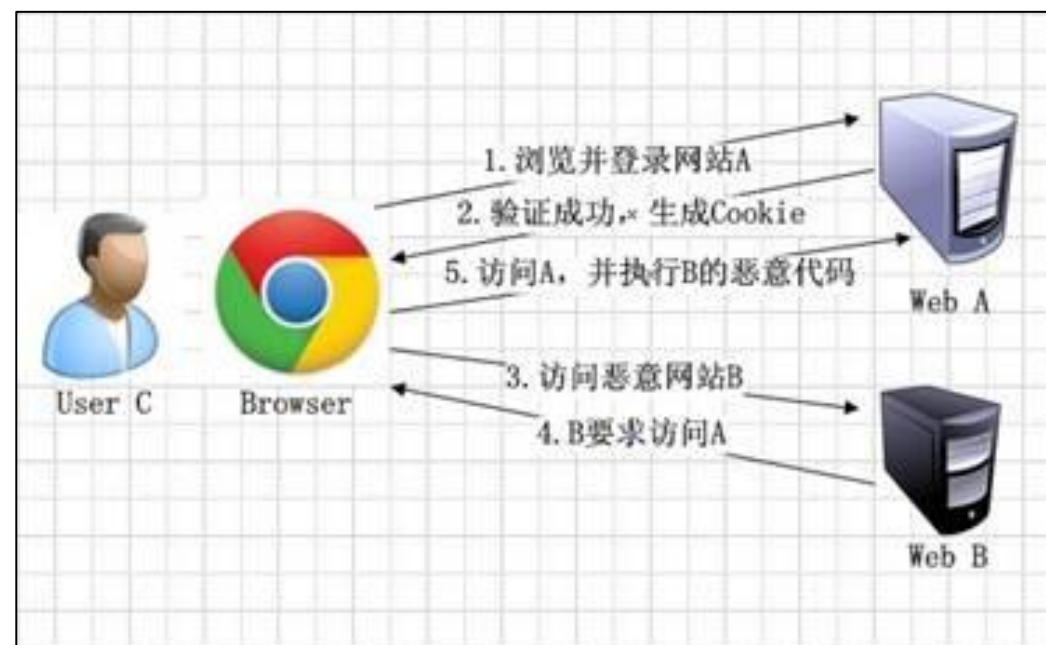 1.浏览并登录网站A
2.验证成功,× 生成Cookie
5.访问A，并执行B的恶意代码
Web A
User C
Browser
3.访问恶意网站B
4.B要求访问A
Web B